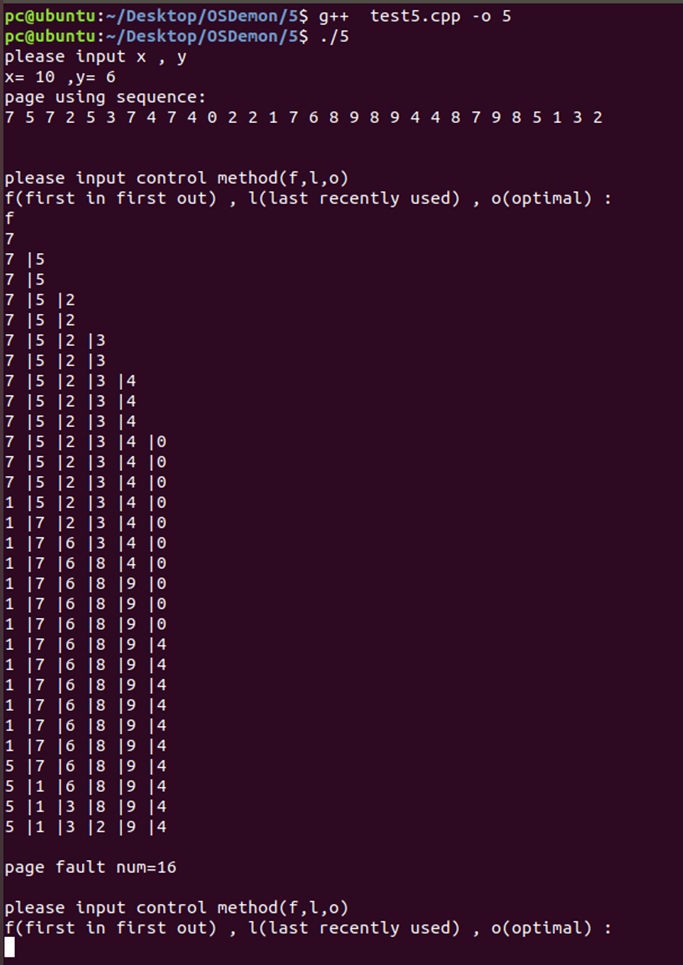 pc@ubuntu:~/Desktop/OSDemon/5$ g++  test5.cpp -o 5
pc@ubuntu:~/Desktop/OSDemon/5$ ./5
please input x , y
x= 10 ,y= 6
page using sequence:
7 5 7 2 5 3 7 4 7 4 0 2 2 1 7 6 8 9 8 9 4 4 8 7 9 8 5 1 3 2
please input control method(f,l,o)
f(first in first out) , l(last recently used) , o(optimal) :
f
7
7 |5
7 |5
7 |5 |2
7 |5 |2
7 |5 |2 |3
7 |5 |2 |3
7 |5 |2 |3 |4
7 |5 |2 |3 |4
7 |5 |2 |3 |4
7 |5 |2 |3 |4 |0
7 |5 |2 |3 |4 |0
7 |5 |2 |3 |4 |0
1 |5 |2 |3 |4 |0
1 |7 |2 |3 |4 |0
1 |7 |6 |3 |4 |0
1 |7 |6 |8 |4 |0
1 |7 |6 |8 |9 |0
1 |7 |6 |8 |9 |0
1 |7 |6 |8 |9 |0
1 |7 |6 |8 |9 |4
1 |7 |6 |8 |9 |4
1 |7 |6 |8 |9 |4
1 |7 |6 |8 |9 |4
1 |7 |6 |8 |9 |4
1 |7 |6 |8 |9 |4
5 |7 |6 |8 |9 |4
5 |1 |6 |8 |9 |4
5 |1 |3 |8 |9 |4
5 |1 |3 |2 |9 |4
page fault num=16
please input control method(f,l,o)
f(first in first out) , l(last recently used) , o(optimal) :